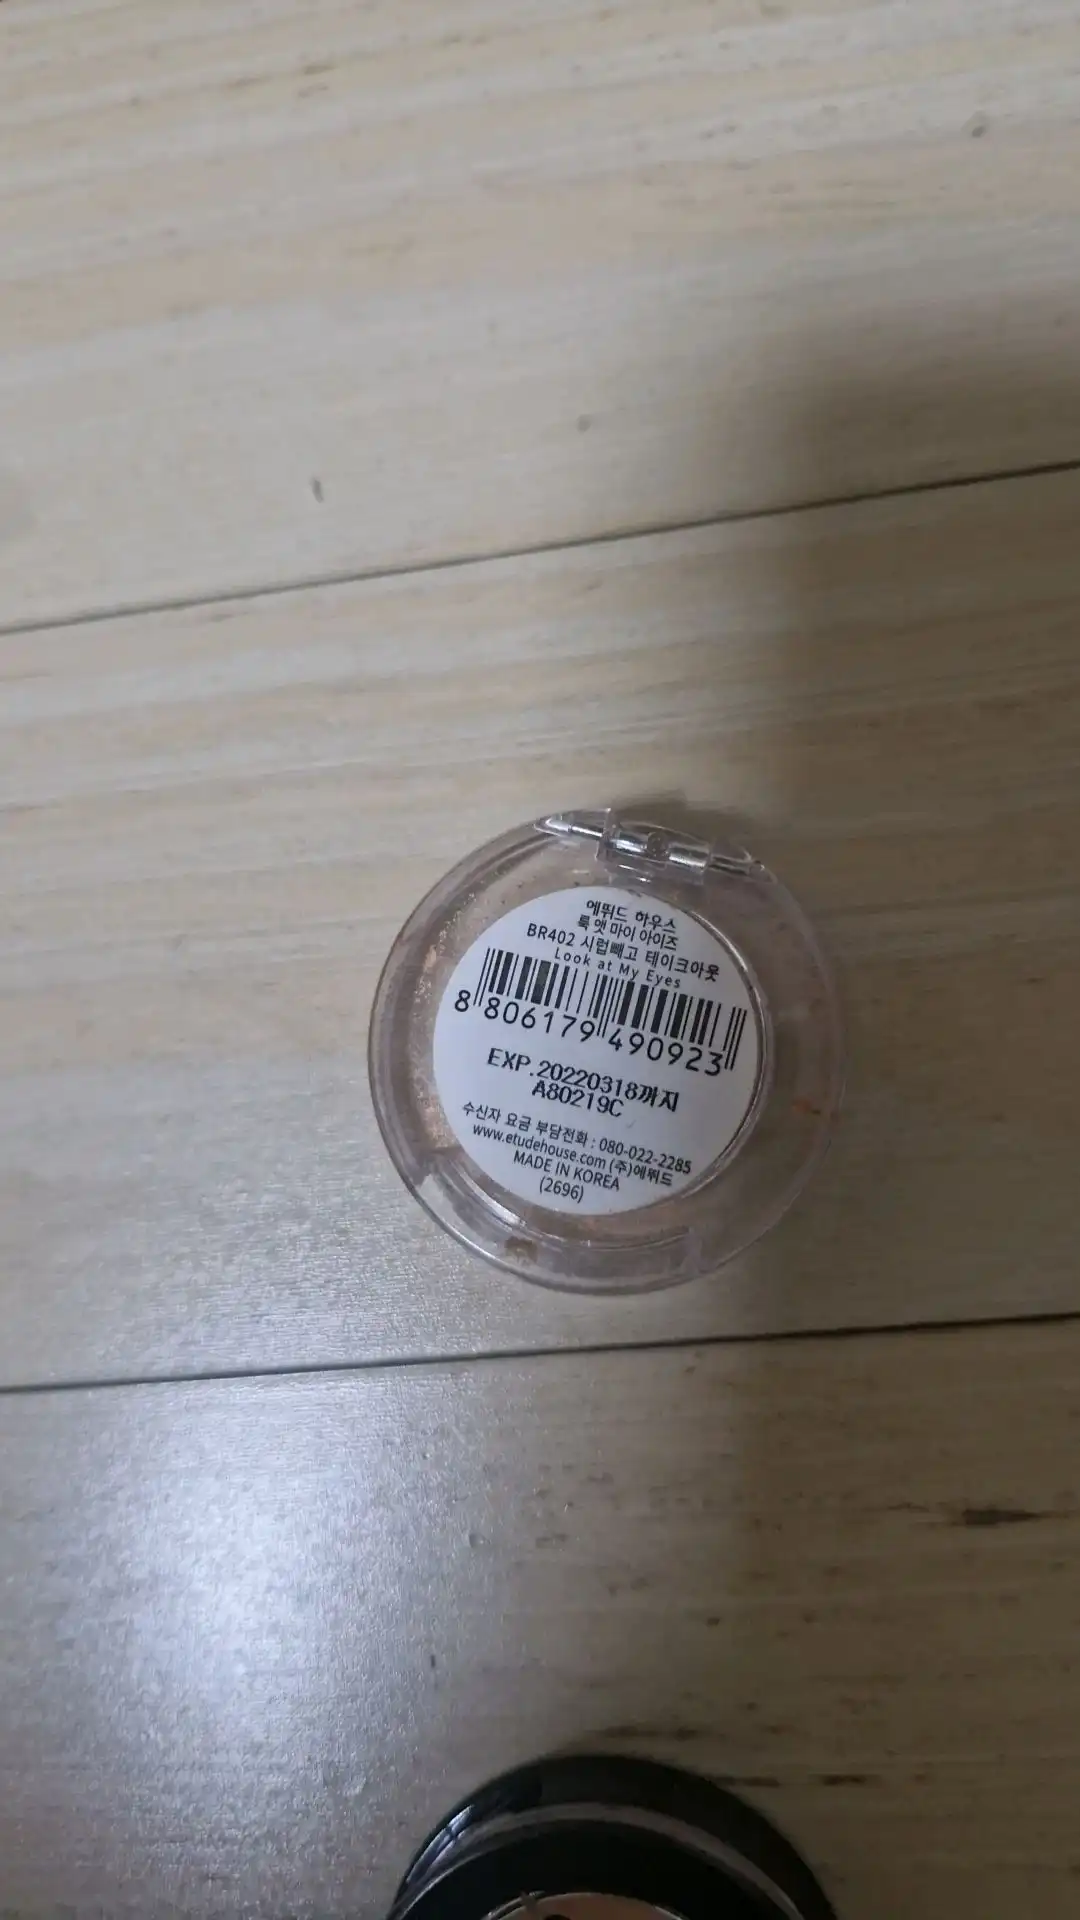 에뛰드 하우스
룩 앳 마이 아이즈
BR402 시럽빼고 테이크아웃
Look at My Eyes
8 806179 490923
EXP.20220318까지
A80219C
수신자 요금 부담전화 : 080-022-2285
www.etudehouse.com (주)에뛰드
MADE IN KOREA
(2696)